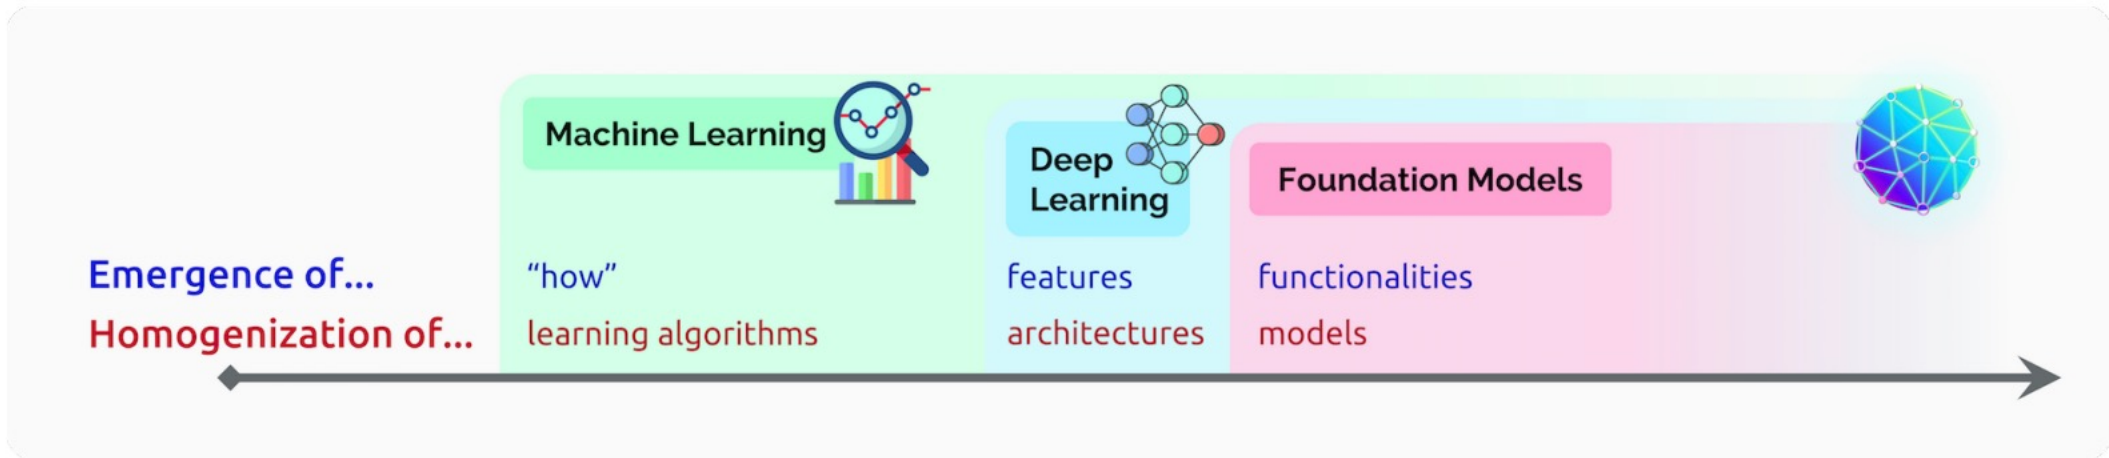 Machine Learning
Deep
Learning
Foundation Models
Emergence of... “how” features functionalities
Homogenization of... learning algorithms architectures models